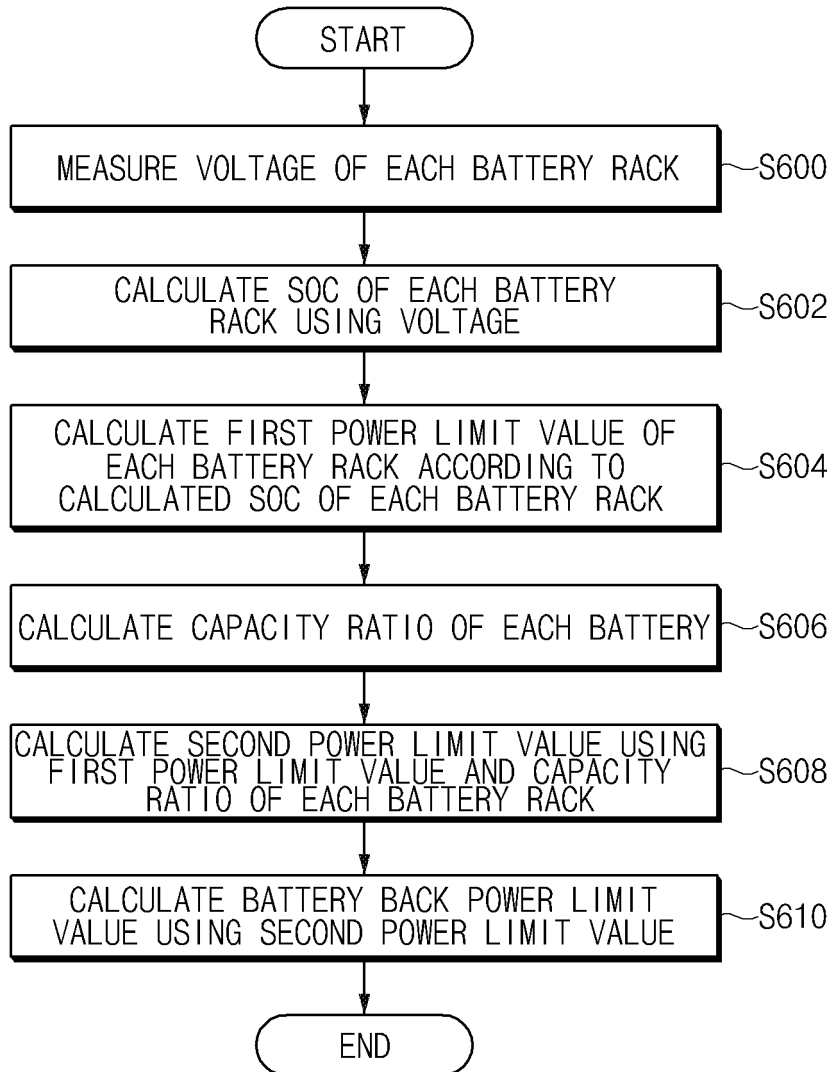 START
MEASURE VOLTAGE OF EACH BATTERY RACK
S600
CALCULATE SOC OF EACH BATTERY
RACK USING VOLTAGE
S602
CALCULATE FIRST POWER LIMIT VALUE OF
EACH BATTERY RACK ACCORDING TO
CALCULATED SOC OF EACH BATTERY RACK
S604
CALCULATE CAPACITY RATIO OF EACH BATTERY
S606
CALCULATE SECOND POWER LIMIT VALUE USING
FIRST POWER LIMIT VALUE AND CAPACITY
RATIO OF EACH BATTERY RACK
S608
CALCULATE BATTERY BACK POWER LIMIT
VALUE USING SECOND POWER LIMIT VALUE
S610
END